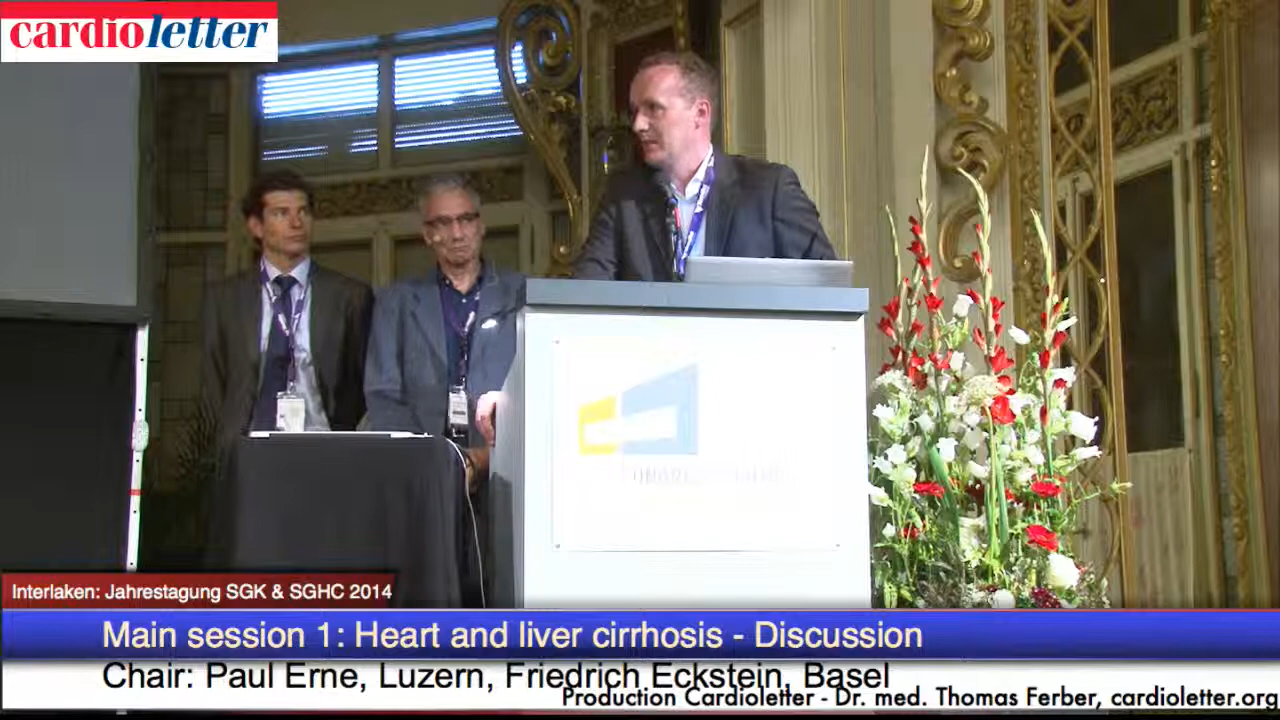 cardioletter
Interlaken: Jahrestagung SGK & SGHC 2014
Main session 1: Heart and liver cirrhosis - Discussion
Chair: Paul Erne, Luzern, Friedrich Eckstein, Basel
Production Cardioletter - Dr. med. Thomas Ferber, cardioletter.org